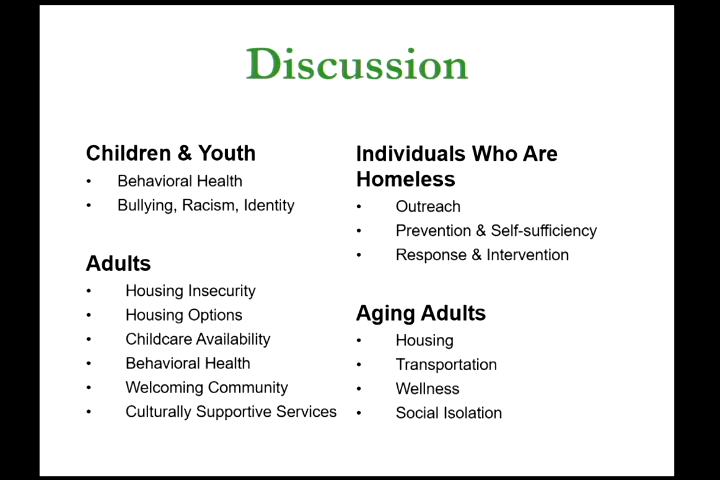 Discussion
Children & Youth
• Behavioral Health
• Bullying, Racism, Identity
Adults
• Housing Insecurity
• Housing Options
• Childcare Availability
• Behavioral Health
• Welcoming Community
• Culturally Supportive Services
Individuals Who Are
Homeless
• Outreach
• Prevention & Self-sufficiency
• Response & Intervention
Aging Adults
• Housing
• Transportation
• Wellness
• Social Isolation